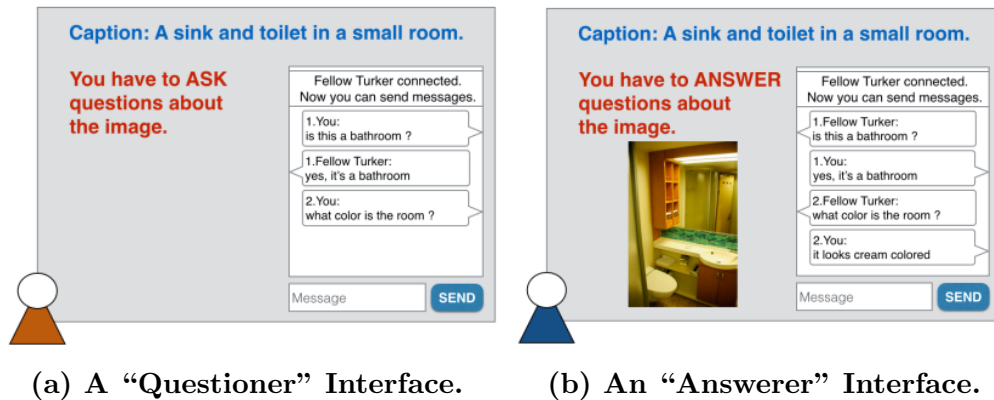 Caption: A sink and toilet in a small room.
You have to ASK
questions about
the image.
Fellow Turker connected.
Now you can send messages.
1.You:
is this a bathroom ?
1.Fellow Turker:
yes, it's a bathroom
2.You:
what color is the room ?
Message
SEND
(a) A “Questioner” Interface.
Caption: A sink and toilet in a small room.
You have to ANSWER
questions about
the image.
Fellow Turker connected.
Now you can send messages.
1.Fellow Turker:
is this a bathroom ?
1.You:
yes, it's a bathroom
2.Fellow Turker:
what color is the room ?
2.You:
it looks cream colored
Message
SEND
(b) An “Answerer” Interface.